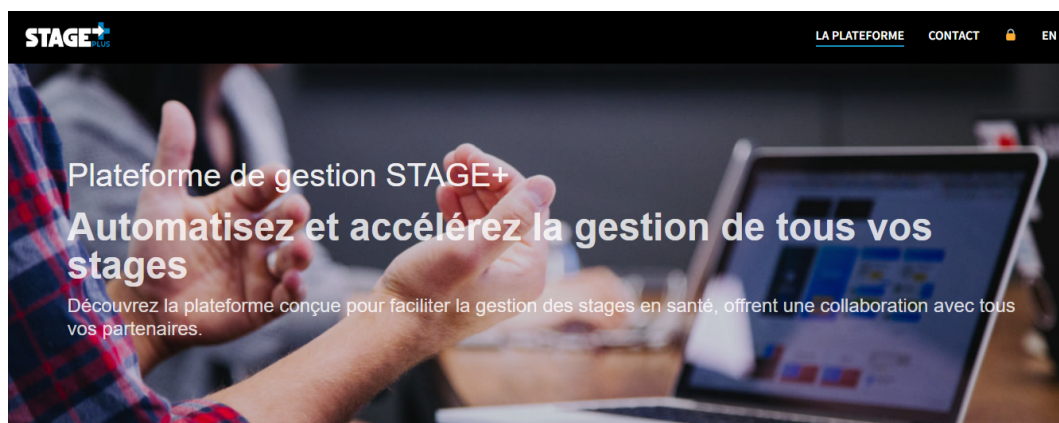 STAGE+
PLUS
LA PLATEFORME
CONTACT
EN
Plateforme de gestion STAGE+
Automatisez et accélérez la gestion de tous vos
stages
Découvrez la plateforme conçue pour faciliter la gestion des stages en santé, offrent une collaboration avec tous
vos partenaires.